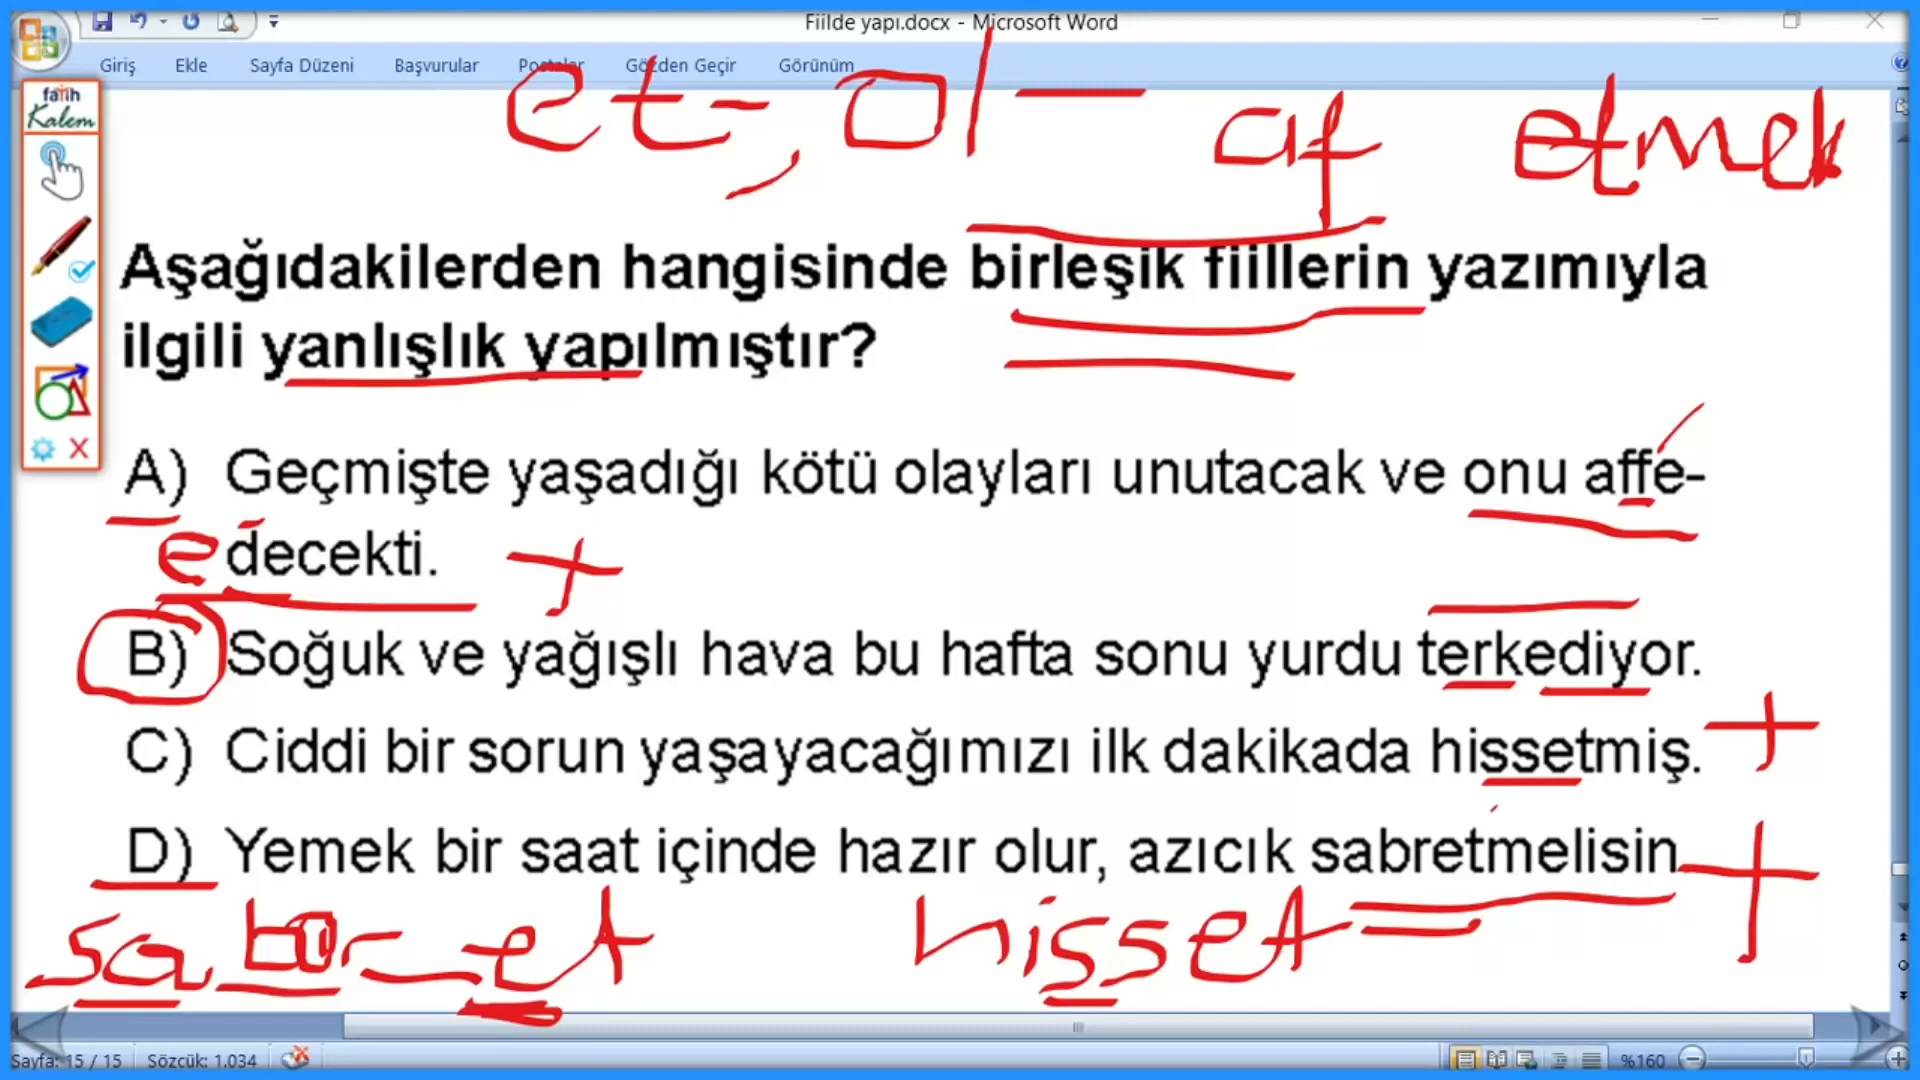 Fiilde yapı.docx - Microsoft Word
Giriş Ekle Sayfa Düzeni Başvurular Postalar Gözden Geçir Görünüm
fatih
Kalem
et-, ol-
af etmek
Aşağıdakilerden hangisinde birleşik fiillerin yazımıyla
ilgili yanlışlık yapılmıştır?
A) Geçmişte yaşadığı kötü olayları unutacak ve onu affe-
edecekti.
B) Soğuk ve yağışlı hava bu hafta sonu yurdu terkediyor.
C) Ciddi bir sorun yaşayacağımızı ilk dakikada hissetmiş.
D) Yemek bir saat içinde hazır olur, azıcık sabretmelisin
sabır et
hisset
Sayfa: 15 / 15 Sözcük: 1.034 %160